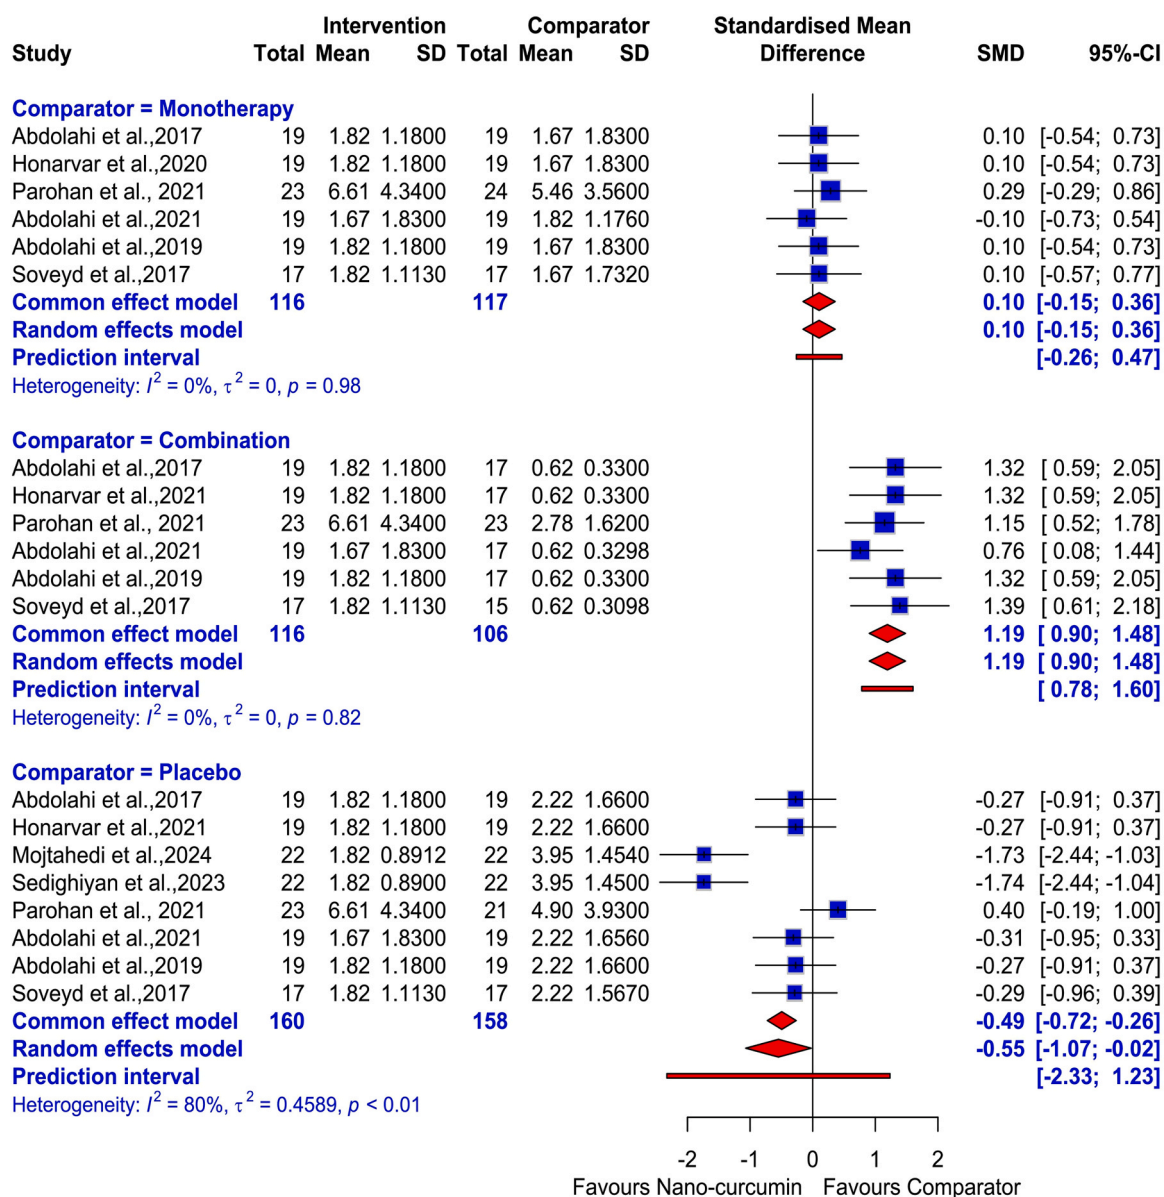 Intervention Comparator Standardised Mean
Study Total Mean SD Total Mean SD Difference SMD 95%-CI
Comparator = Monotherapy
Abdolahi et al.,2017 19 1.82 1.1800 19 1.67 1.8300 0.10 [-0.54; 0.73]
Honarvar et al.,2020 19 1.82 1.1800 19 1.67 1.8300 0.10 [-0.54; 0.73]
Parohan et al., 2021 23 6.61 4.3400 24 5.46 3.5600 0.29 [-0.29; 0.86]
Abdolahi et al.,2021 19 1.67 1.8300 19 1.82 1.1760 -0.10 [-0.73; 0.54]
Abdolahi et al.,2019 19 1.82 1.1800 19 1.67 1.8300 0.10 [-0.54; 0.73]
Soveyd et al.,2017 17 1.82 1.1130 17 1.67 1.7320 0.10 [-0.57; 0.77]
Common effect model 116 117 0.10 [-0.15; 0.36]
Random effects model 0.10 [-0.15; 0.36]
Prediction interval [-0.26; 0.47]
Heterogeneity: I² = 0%, τ² = 0, p = 0.98
Comparator = Combination
Abdolahi et al.,2017 19 1.82 1.1800 17 0.62 0.3300 1.32 [ 0.59; 2.05]
Honarvar et al.,2021 19 1.82 1.1800 17 0.62 0.3300 1.32 [ 0.59; 2.05]
Parohan et al., 2021 23 6.61 4.3400 23 2.78 1.6200 1.15 [ 0.52; 1.78]
Abdolahi et al.,2021 19 1.67 1.8300 17 0.62 0.3298 0.76 [ 0.08; 1.44]
Abdolahi et al.,2019 19 1.82 1.1800 17 0.62 0.3300 1.32 [ 0.59; 2.05]
Soveyd et al.,2017 17 1.82 1.1130 15 0.62 0.3098 1.39 [ 0.61; 2.18]
Common effect model 116 106 1.19 [ 0.90; 1.48]
Random effects model 1.19 [ 0.90; 1.48]
Prediction interval [ 0.78; 1.60]
Heterogeneity: I² = 0%, τ² = 0, p = 0.82
Comparator = Placebo
Abdolahi et al.,2017 19 1.82 1.1800 19 2.22 1.6600 -0.27 [-0.91; 0.37]
Honarvar et al.,2021 19 1.82 1.1800 19 2.22 1.6600 -0.27 [-0.91; 0.37]
Mojtahedi et al.,2024 22 1.82 0.8912 22 3.95 1.4540 -1.73 [-2.44; -1.03]
Sedighiyan et al.,2023 22 1.82 0.8900 22 3.95 1.4500 -1.74 [-2.44; -1.04]
Parohan et al., 2021 23 6.61 4.3400 21 4.90 3.9300 0.40 [-0.19; 1.00]
Abdolahi et al.,2021 19 1.67 1.8300 19 2.22 1.6560 -0.31 [-0.95; 0.33]
Abdolahi et al.,2019 19 1.82 1.1800 19 2.22 1.6600 -0.27 [-0.91; 0.37]
Soveyd et al.,2017 17 1.82 1.1130 17 2.22 1.5670 -0.29 [-0.96; 0.39]
Common effect model 160 158 -0.49 [-0.72; -0.26]
Random effects model -0.55 [-1.07; -0.02]
Prediction interval [-2.33; 1.23]
Heterogeneity: I² = 80%, τ² = 0.4589, p < 0.01
-2 -1 0 1 2
Favours Nano-curcumin Favours Comparator